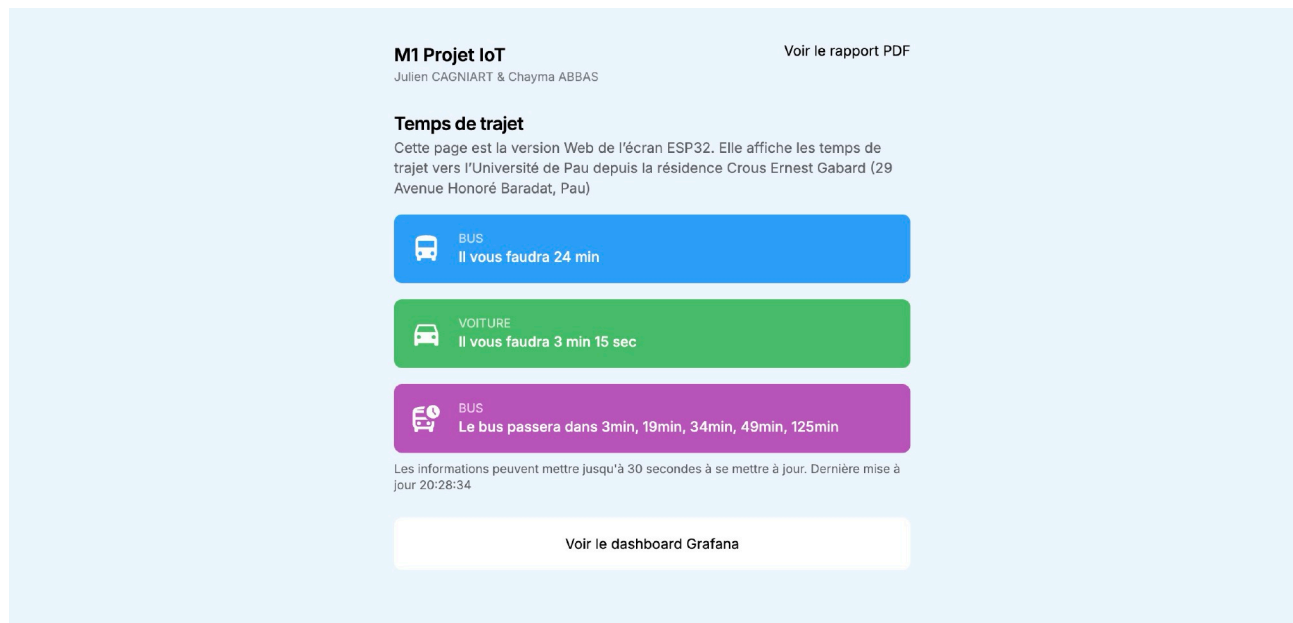 M1 Projet IoT
Voir le rapport PDF
Julien CAGNIART & Chayma ABBAS
Temps de trajet
Cette page est la version Web de l’écran ESP32. Elle affiche les temps de
trajet vers l’Université de Pau depuis la résidence Crous Ernest Gabard (29
Avenue Honoré Baradat, Pau)
BUS
Il vous faudra 24 min
VOITURE
Il vous faudra 3 min 15 sec
BUS
Le bus passera dans 3min, 19min, 34min, 49min, 125min
Les informations peuvent mettre jusqu'à 30 secondes à se mettre à jour. Dernière mise à
jour 20:28:34
Voir le dashboard Grafana